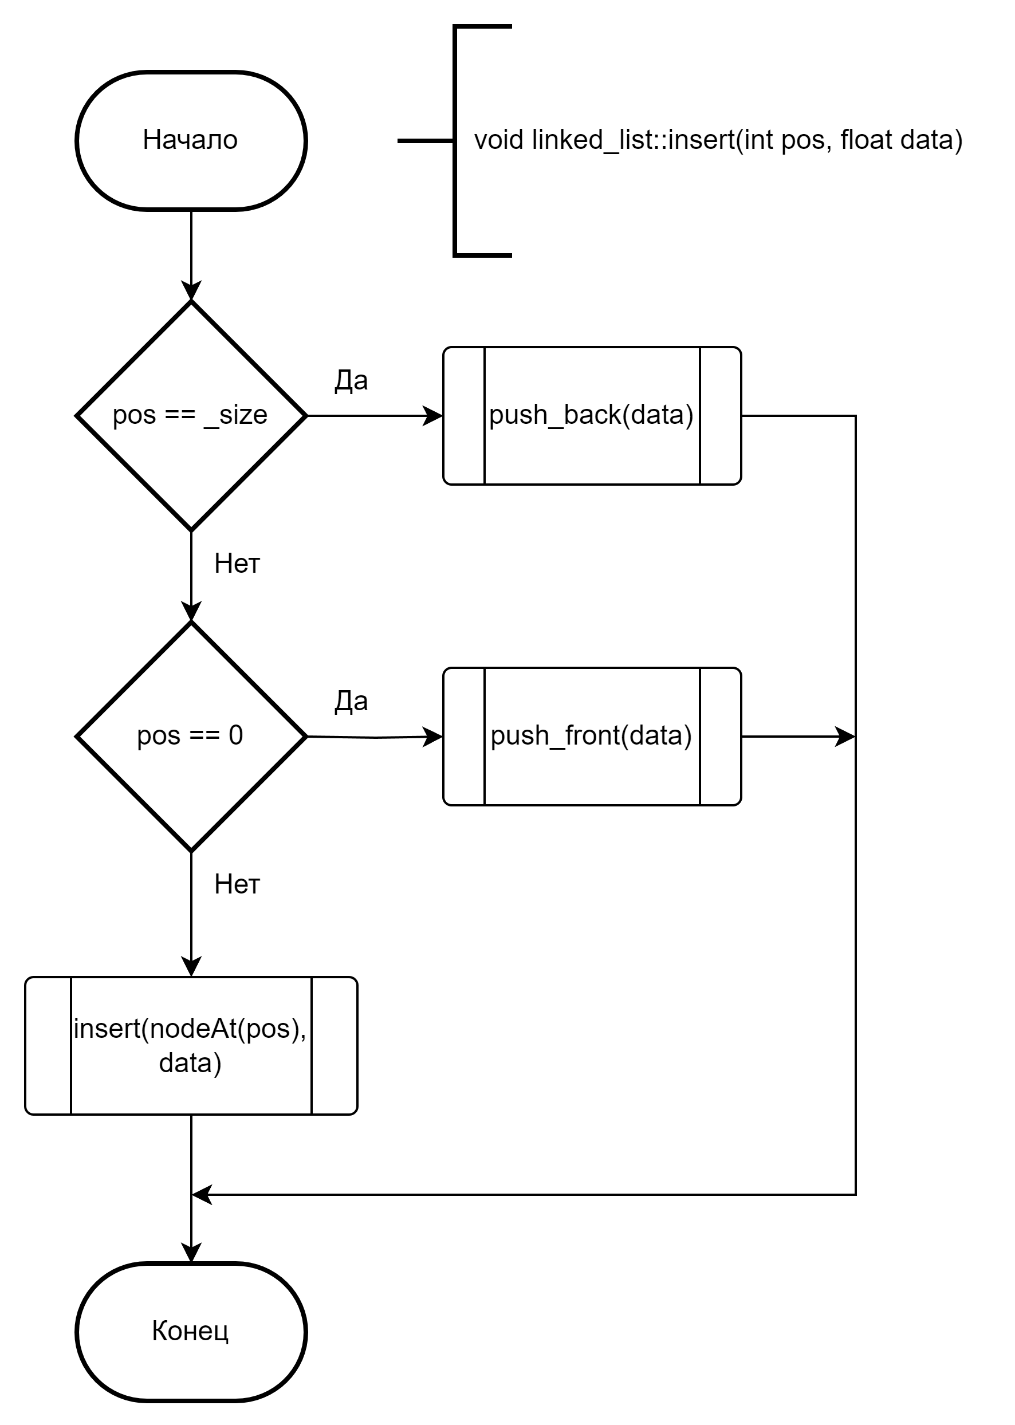 Начало
void linked_list::insert(int pos, float data)
pos == _size
Да
push_back(data)
Нет
pos == 0
Да
push_front(data)
Нет
insert(nodeAt(pos),
data)
Конец